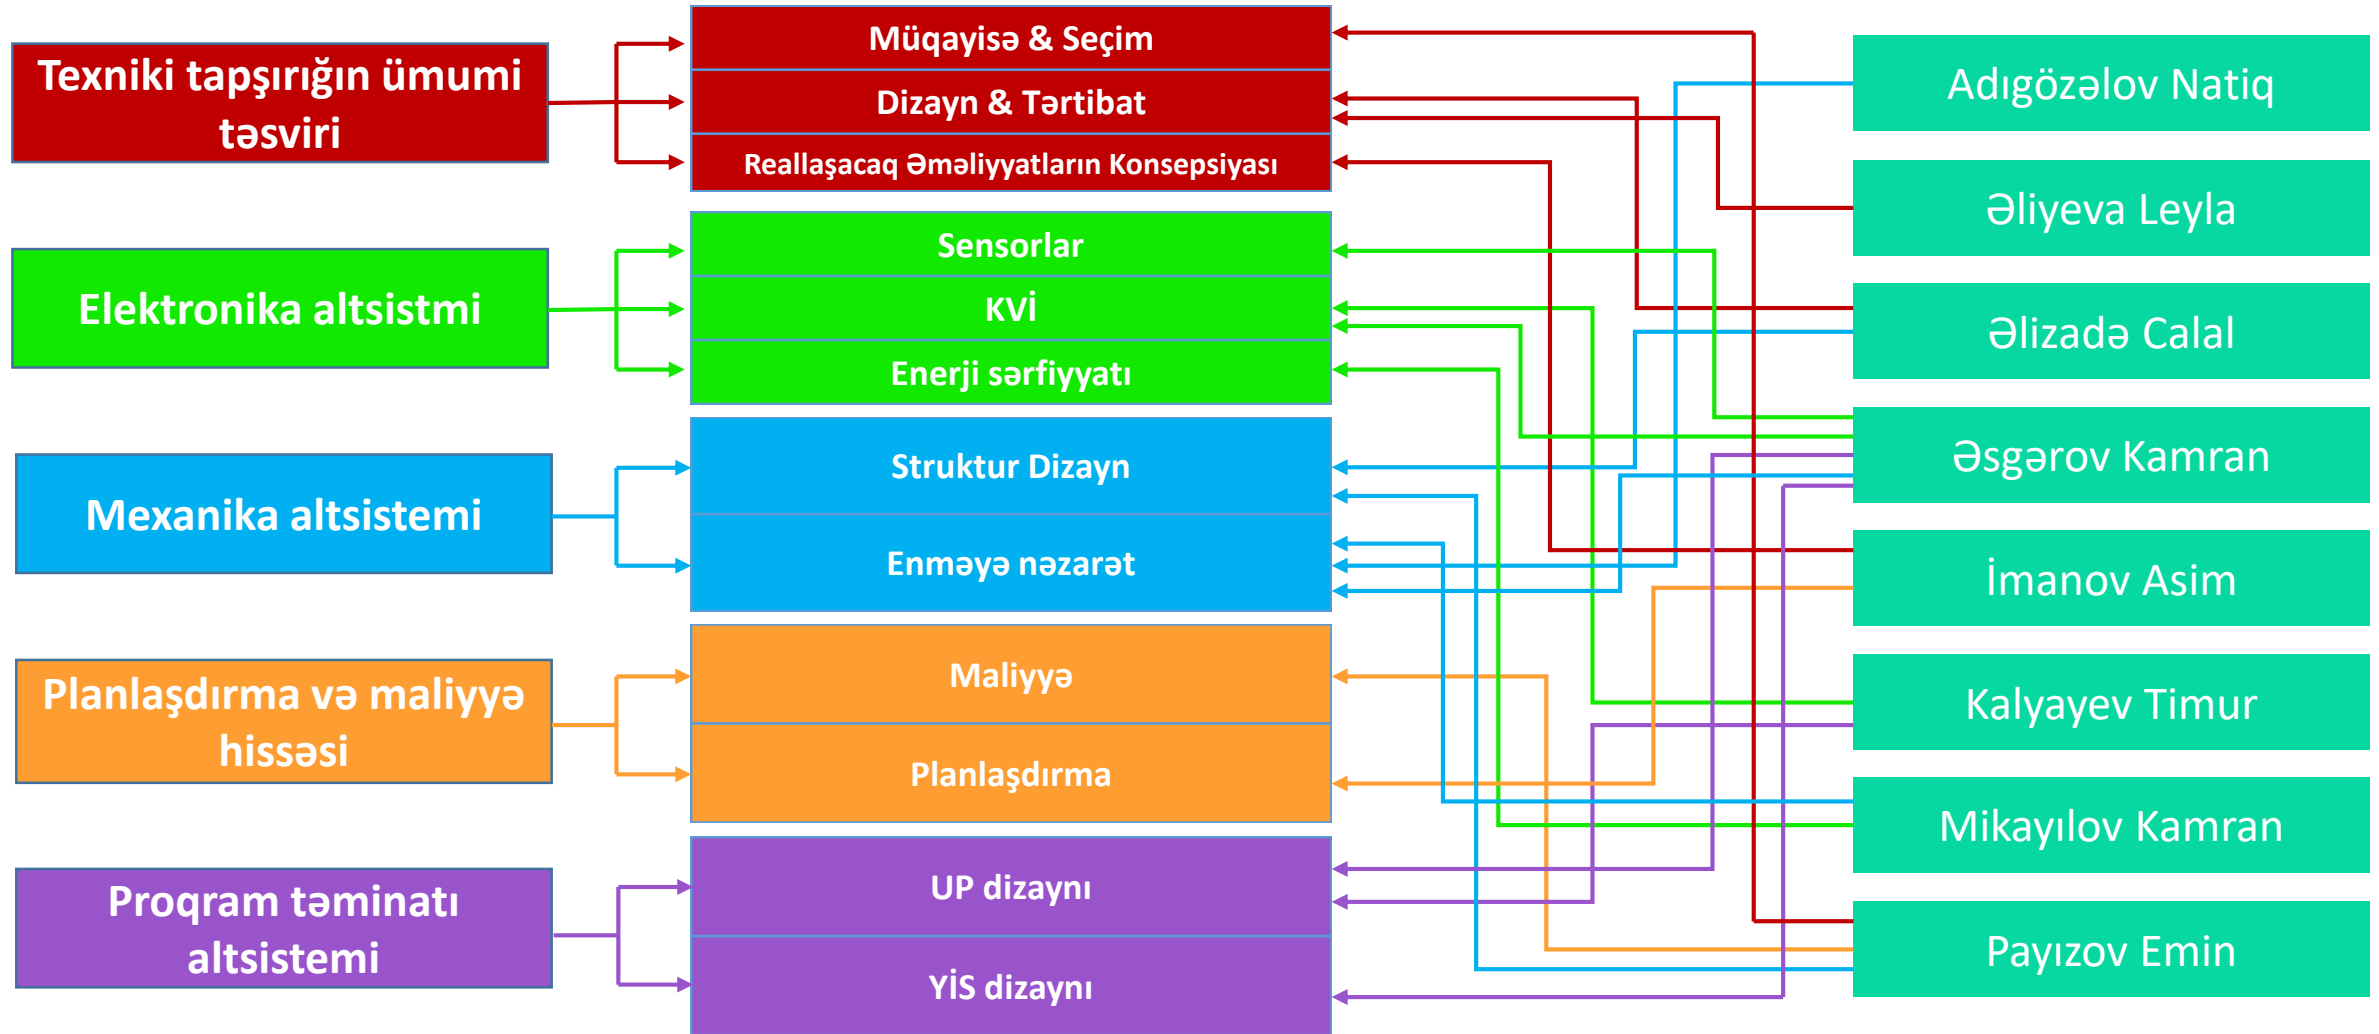 Texniki tapşırığın ümumi
təsviri
Elektronika altsistmi
Mexanika altsistemi
Planlaşdırma və maliyyə
hissəsi
Proqram təminatı
altsistemi
Müqayisə & Seçim
Dizayn & Tərtibat
Reallaşacaq Əməliyyatların Konsepsiyası
Sensorlar
KVİ
Enerji sərfiyyatı
Struktur Dizayn
Enməyə nəzarət
Maliyyə
Planlaşdırma
UP dizaynı
YİS dizaynı
Adıgözəlov Natiq
Əliyeva Leyla
Əlizadə Calal
Əsgərov Kamran
İmanov Asim
Kalyayev Timur
Mikayılov Kamran
Payızov Emin